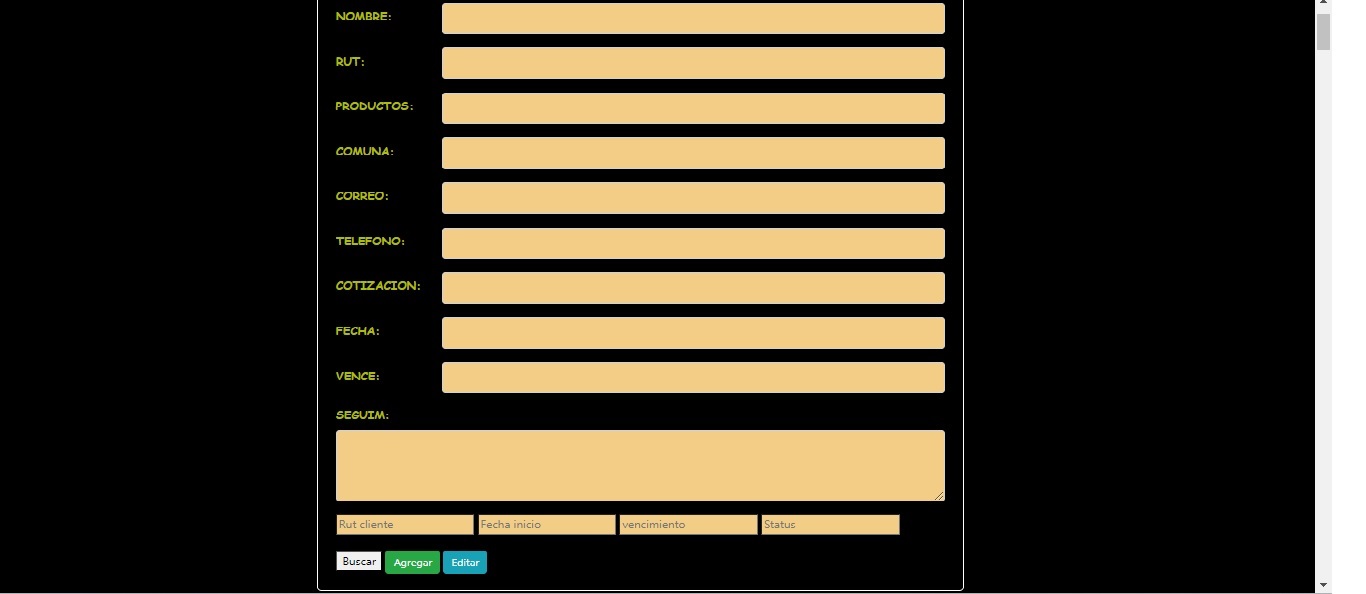 NOMBRE:
RUT:
PRODUCTOS:
COMUNA:
CORREO:
TELEFONO:
COTIZACION:
FECHA:
VENCE:
SEGUIM:
Rut cliente Fecha inicio vencimiento Status
Buscar Agregar Editar